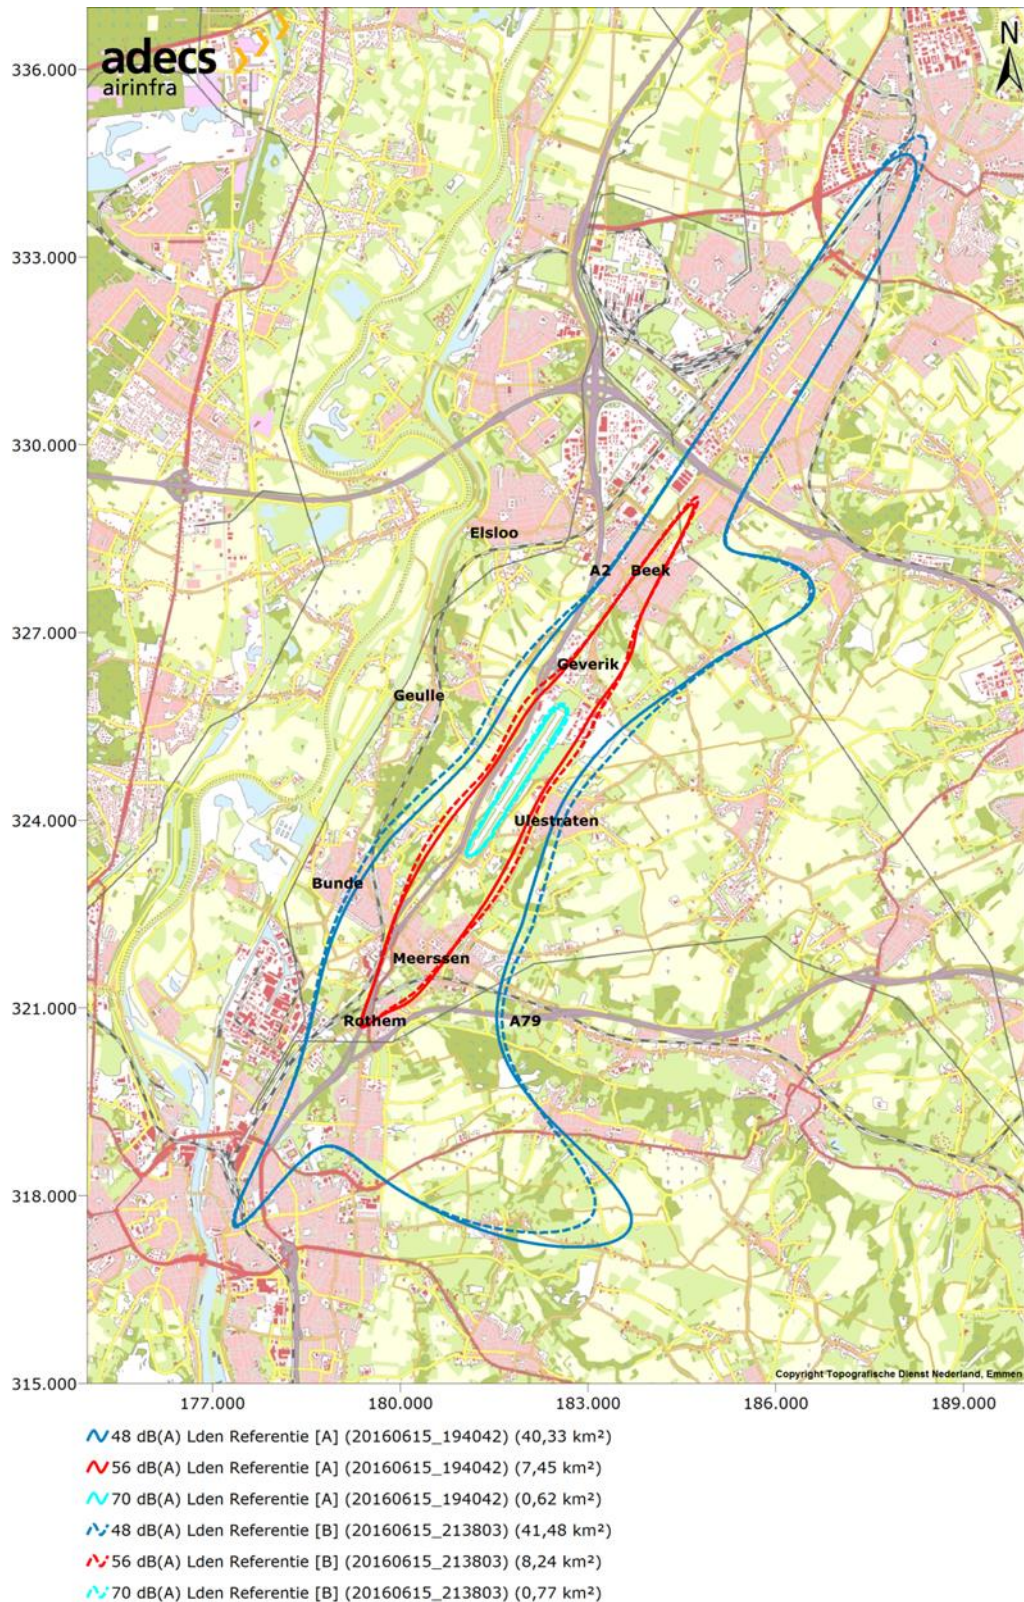 adecs
airinfra
N
336.000
333.000
330.000
Elsloo
A2 Beek
327.000
Geverik
Geulle
324.000
Ulestraten
Bunde
Meerssen
321.000
Rothem
A79
318.000
315.000
Copyright Topografische Dienst Nederland, Emmen
177.000 180.000 183.000 186.000 189.000
48 dB(A) Lden Referentie [A] (20160615_194042) (40,33 km²)
56 dB(A) Lden Referentie [A] (20160615_194042) (7,45 km²)
70 dB(A) Lden Referentie [A] (20160615_194042) (0,62 km²)
48 dB(A) Lden Referentie [B] (20160615_213803) (41,48 km²)
56 dB(A) Lden Referentie [B] (20160615_213803) (8,24 km²)
70 dB(A) Lden Referentie [B] (20160615_213803) (0,77 km²)